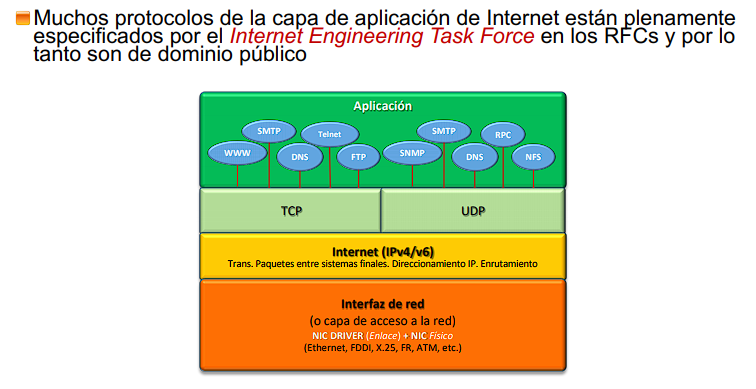 Muchos protocolos de la capa de aplicación de Internet están plenamente
especificados por el Internet Engineering Task Force en los RFCs y por lo
tanto son de dominio público
Aplicación
SMTP
Telnet
SMTP
RPC
WWW
DNS
FTP
SNMP
DNS
NFS
TCP
UDP
Internet (IPv4/v6)
Trans. Paquetes entre sistemas finales. Direccionamiento IP. Enrutamiento
Interfaz de red
(o capa de acceso a la red)
NIC DRIVER (Enlace) + NIC Físico
(Ethernet, FDDI, X.25, FR, ATM, etc.)